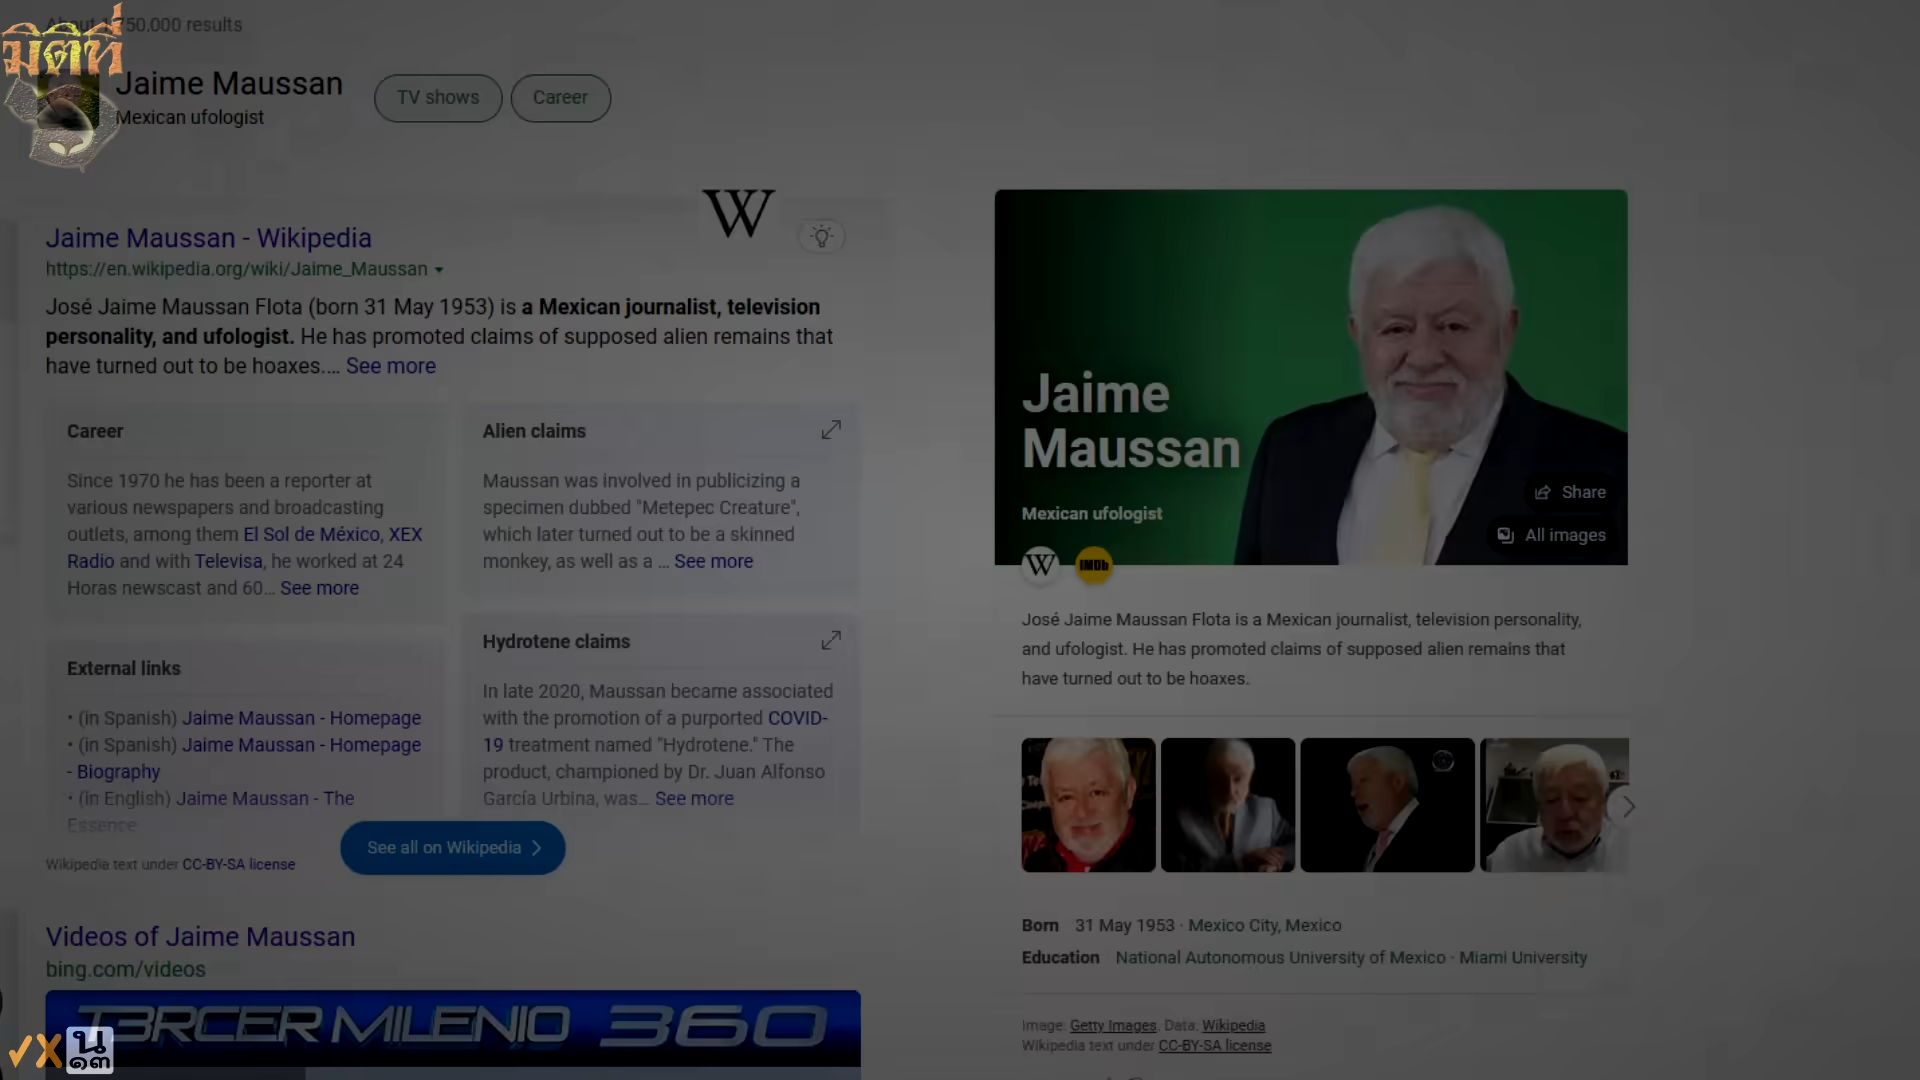 About 1,750,000 results
มิติที่
Jaime Maussan
Mexican ufologist
TV shows
Career
W
Jaime Maussan - Wikipedia
https://en.wikipedia.org/wiki/Jaime_Maussan
José Jaime Maussan Flota (born 31 May 1953) is a Mexican journalist, television
personality, and ufologist. He has promoted claims of supposed alien remains that
have turned out to be hoaxes.... See more
Career
Since 1970 he has been a reporter at
various newspapers and broadcasting
outlets, among them El Sol de México, XEX
Radio and with Televisa, he worked at 24
Horas newscast and 60... See more
Alien claims
Maussan was involved in publicizing a
specimen dubbed "Metepec Creature",
which later turned out to be a skinned
monkey, as well as a ... See more
External links
• (in Spanish) Jaime Maussan - Homepage
• (in Spanish) Jaime Maussan - Homepage
- Biography
• (in English) Jaime Maussan - The
Essence
Hydrotene claims
In late 2020, Maussan became associated
with the promotion of a purported COVID-
19 treatment named "Hydrotene." The
product, championed by Dr. Juan Alfonso
García Urbina, was... See more
See all on Wikipedia
Wikipedia text under CC-BY-SA license
Videos of Jaime Maussan
bing.com/videos
T3RCER MILENIO 360
√X น
๑๓
Jaime
Maussan
Mexican ufologist
Share
All images
W
IMDb
José Jaime Maussan Flota is a Mexican journalist, television personality,
and ufologist. He has promoted claims of supposed alien remains that
have turned out to be hoaxes.
Born 31 May 1953 · Mexico City, Mexico
Education National Autonomous University of Mexico · Miami University
Image: Getty Images. Data: Wikipedia
Wikipedia text under CC-BY-SA license